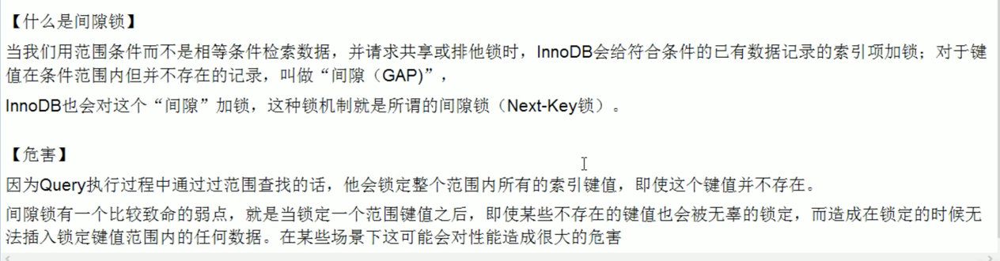 【什么是间隙锁】
当我们用范围条件而不是相等条件检索数据，并请求共享或排他锁时，InnoDB会给符合条件的已有数据记录的索引项加锁；对于键
值在条件范围内但并不存在的记录，叫做“间隙（GAP)”，
InnoDB也会对这个“间隙”加锁，这种锁机制就是所谓的间隙锁（Next-Key锁）。
【危害】
因为Query执行过程中通过过范围查找的话，他会锁定整个范围内所有的索引键值，即使这个键值并不存在。
间隙锁有一个比较致命的弱点，就是当锁定一个范围键值之后，即使某些不存在的键值也会被无辜的锁定，而造成在锁定的时候无
法插入锁定键值范围内的任何数据。在某些场景下这可能会对性能造成很大的危害